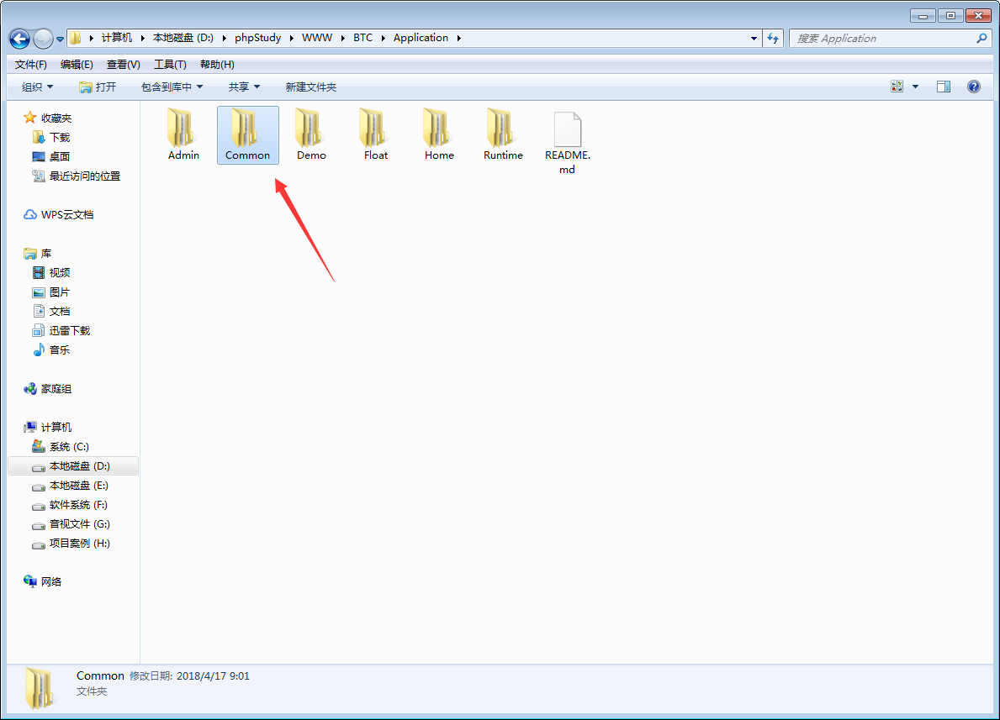 计算机 本地磁盘 (D:) phpStudy WWW BTC Application
搜索 Application
文件(F) 编辑(E) 查看(V) 工具(T) 帮助(H)
组织 打开 包含到库中 共享 新建文件夹
收藏夹
下载
桌面
最近访问的位置
WPS云文档
库
视频
图片
文档
迅雷下载
音乐
家庭组
计算机
系统 (C:)
本地磁盘 (D:)
本地磁盘 (E:)
软件系统 (F:)
音视文件 (G:)
项目案例 (H:)
网络
Admin Common Demo Float Home Runtime README.
md
Common 修改日期: 2018/4/17 9:01
文件夹